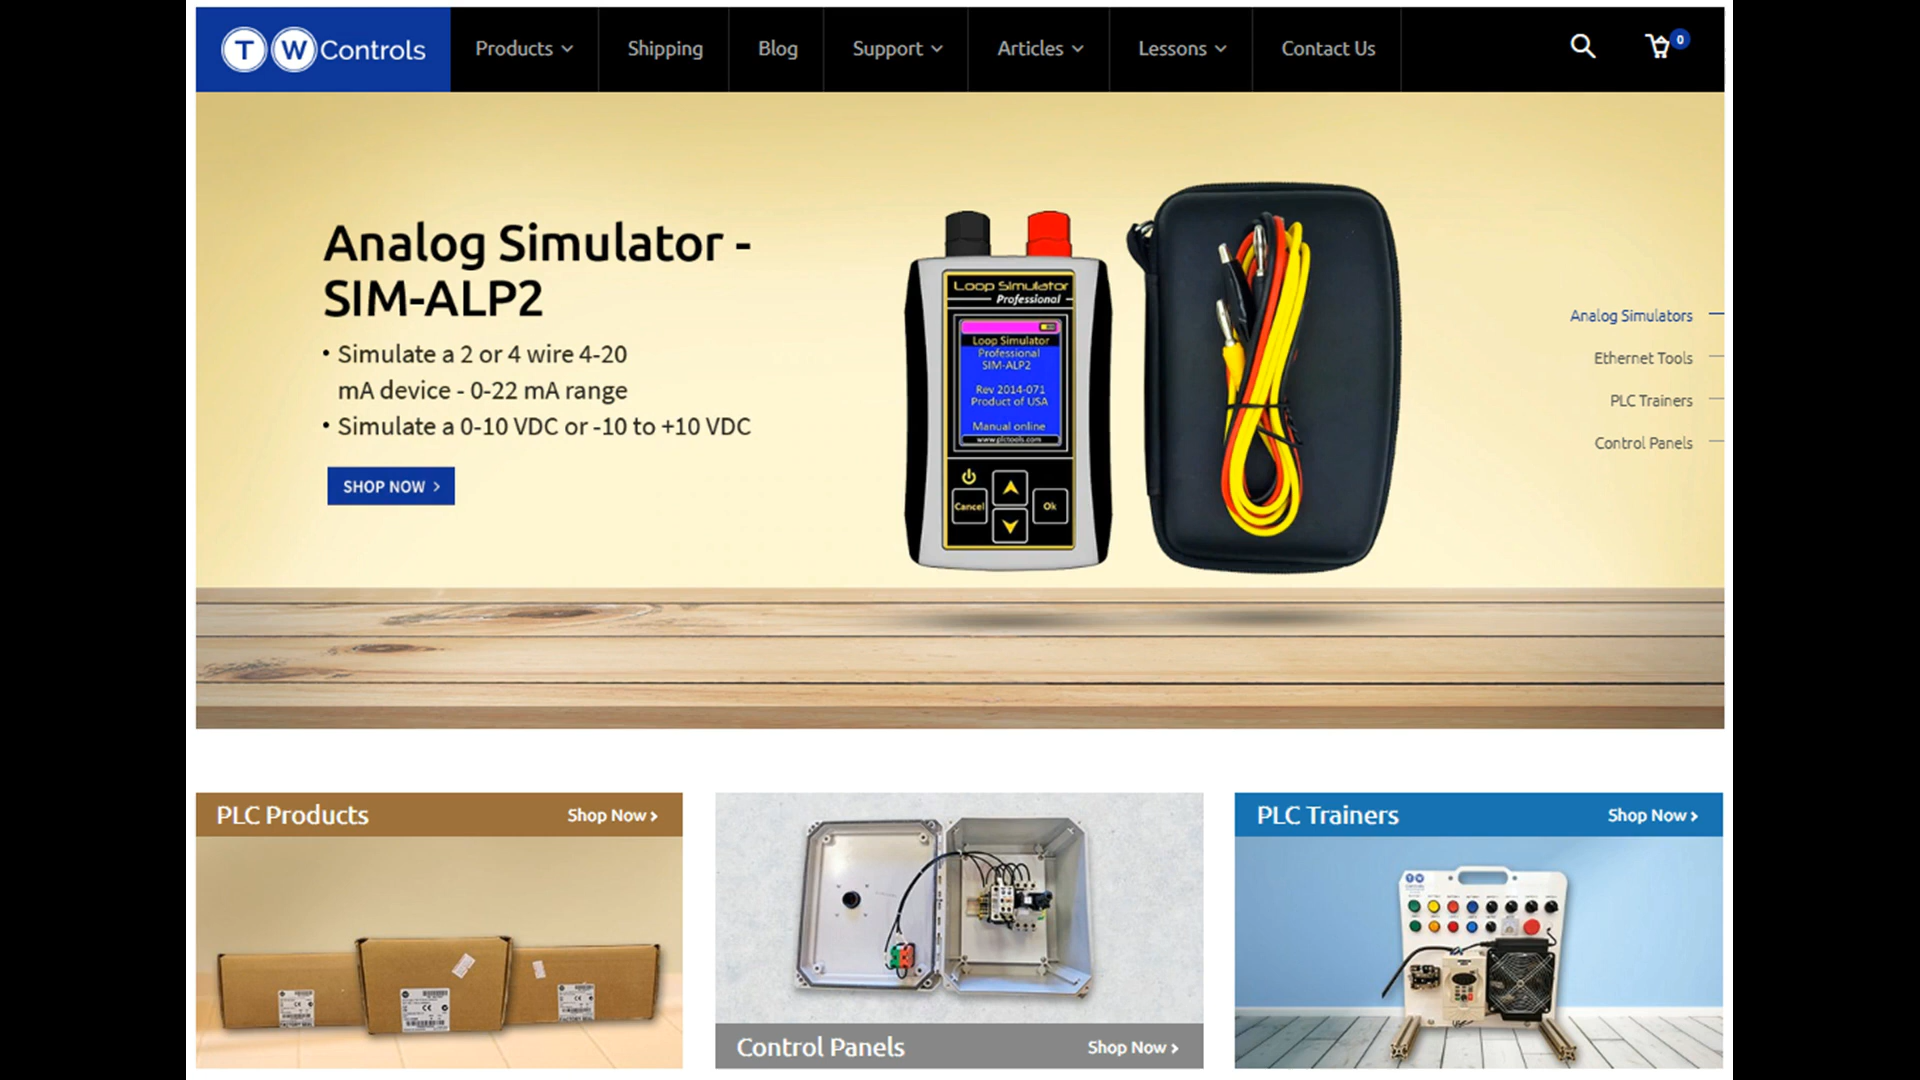 TW Controls
Products
Shipping
Blog
Support
Articles
Lessons
Contact Us
0
Analog Simulator -
SIM-ALP2
• Simulate a 2 or 4 wire 4-20
mA device - 0-22 mA range
• Simulate a 0-10 VDC or -10 to +10 VDC
SHOP NOW >
Loop Simulator
Professional
Loop Simulator
Professional
SIM-ALP2
Rev 2014-071
Product of USA
Manual online
www.plctools.com
Cancel
Ok
Analog Simulators
Ethernet Tools
PLC Trainers
Control Panels
PLC Products
Shop Now >
PLC Trainers
Shop Now >
Control Panels
Shop Now >